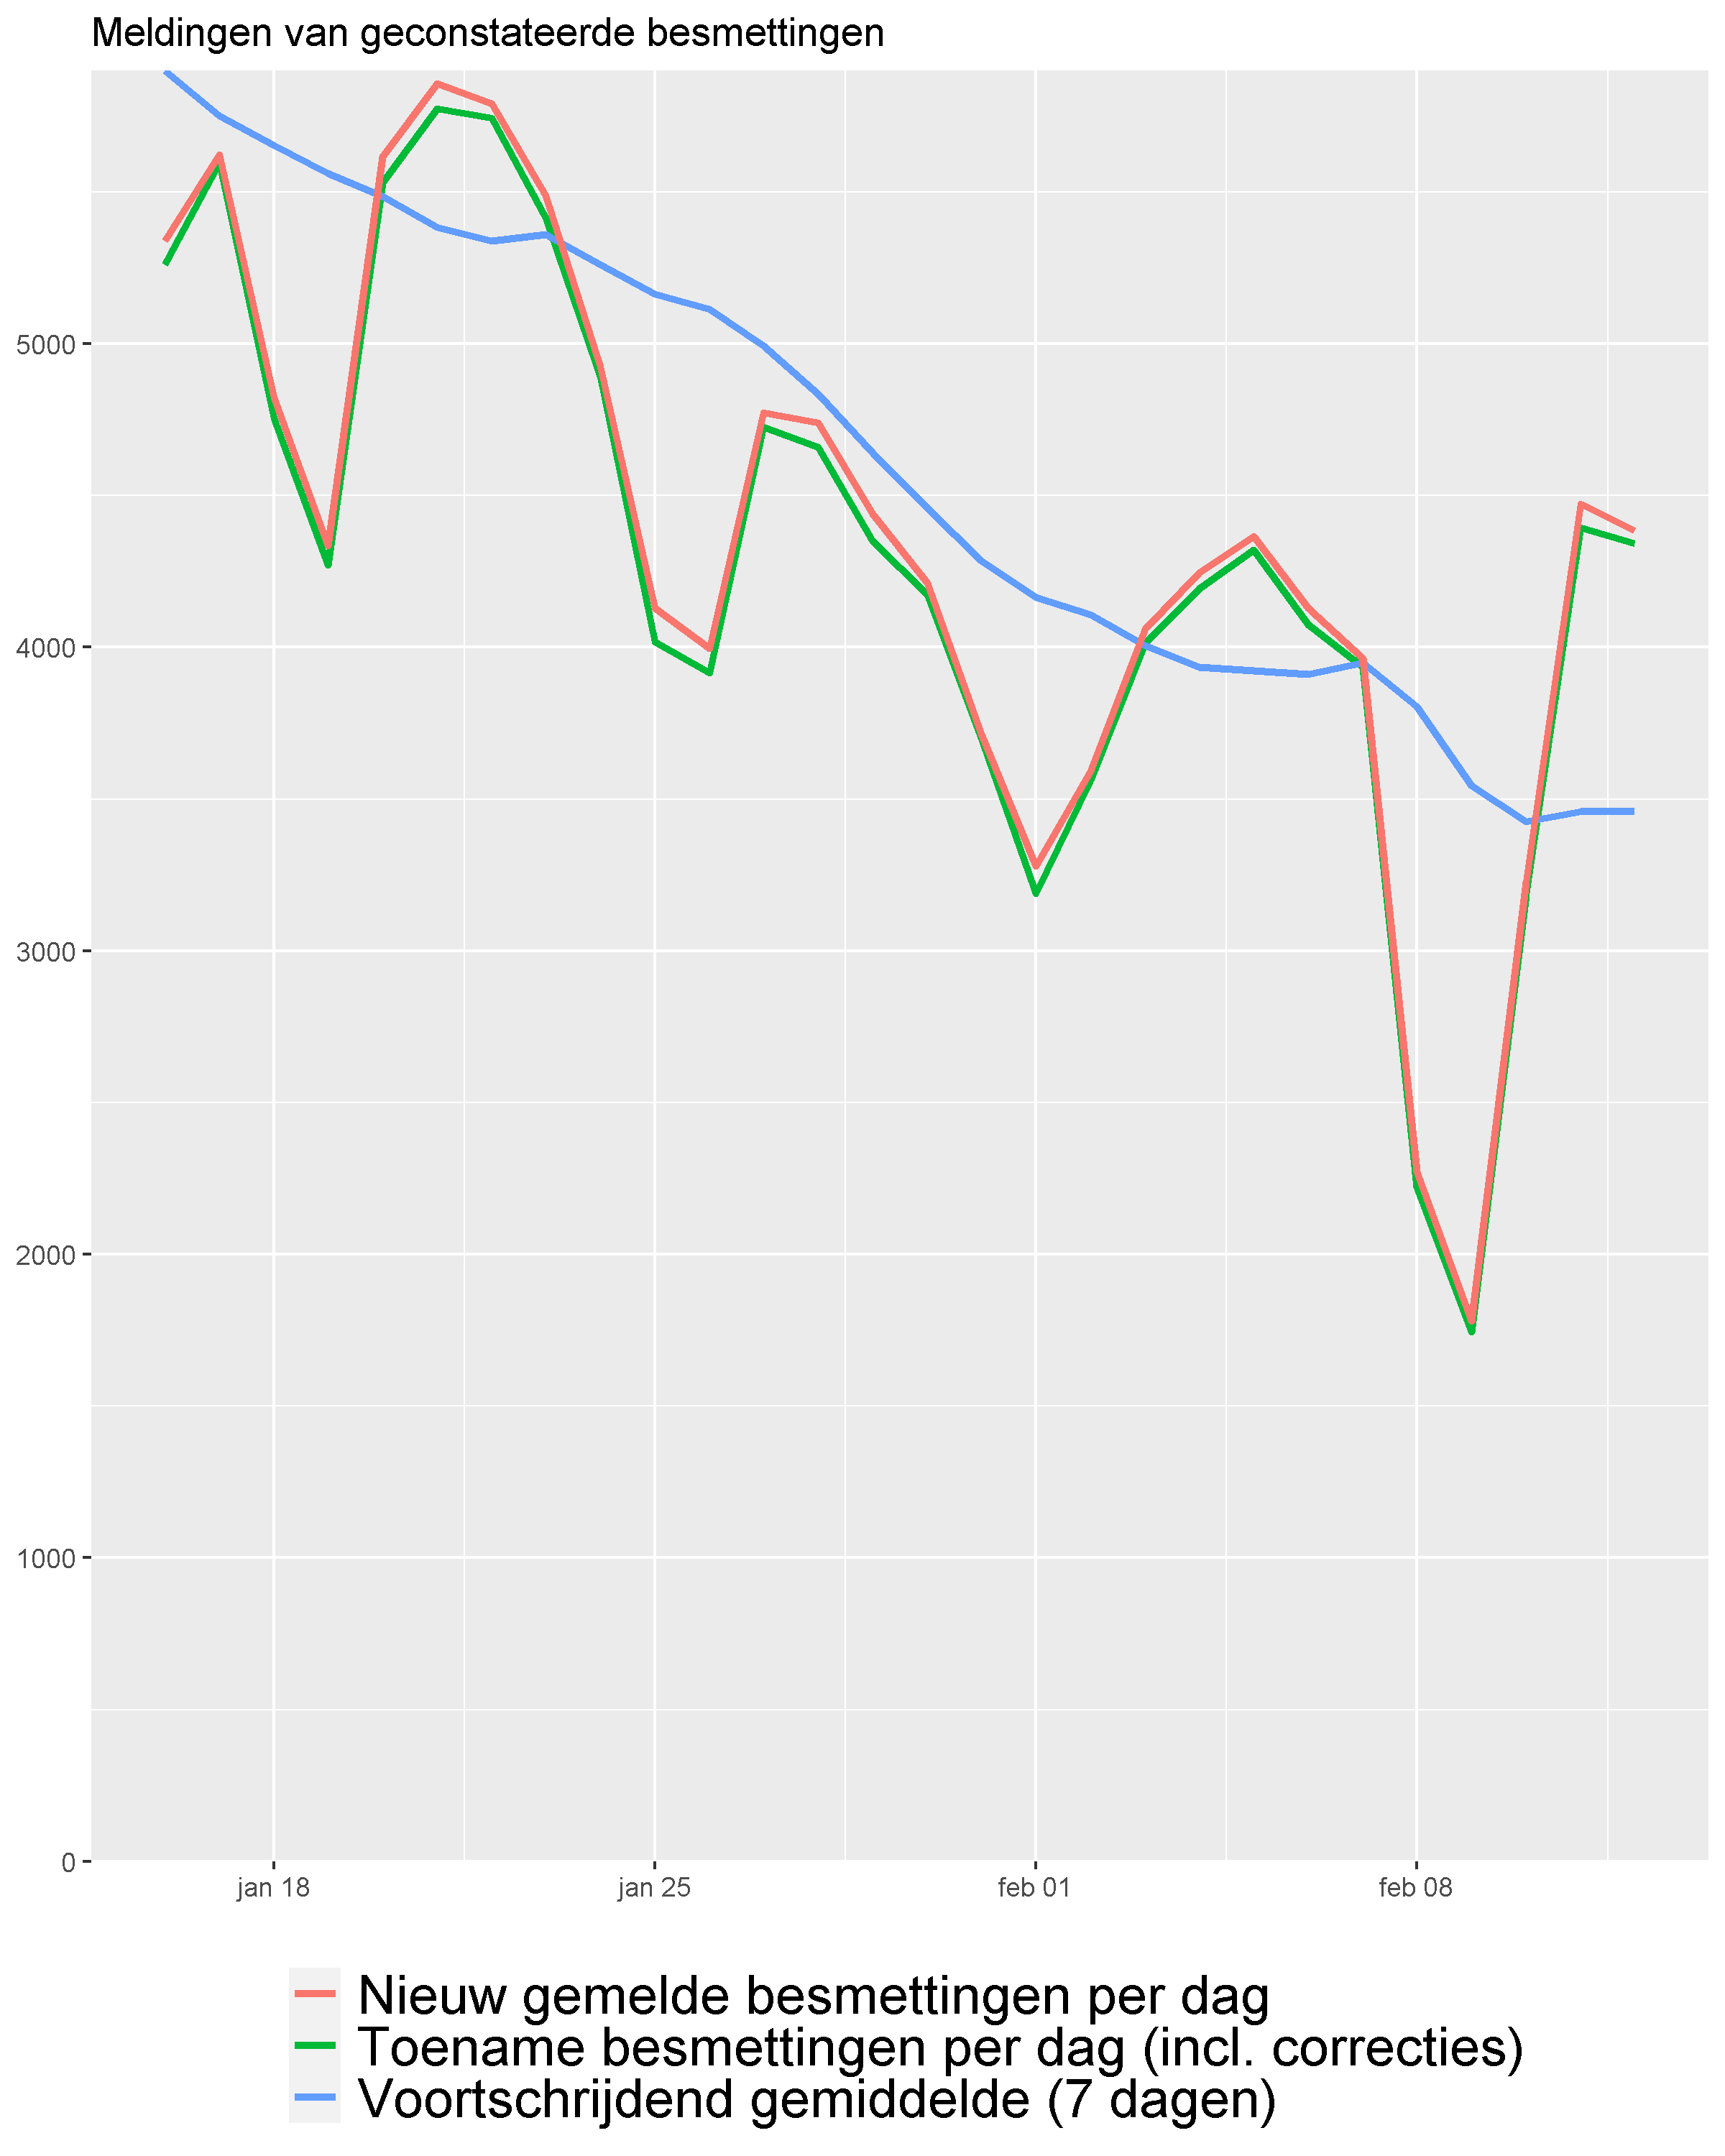 Meldingen van geconstateerde besmettingen
5000
4000
3000
2000
1000
0
jan 18 jan 25 feb 01 feb 08
Nieuw gemelde besmettingen per dag
Toename besmettingen per dag (incl. correcties)
Voortschrijdend gemiddelde (7 dagen)